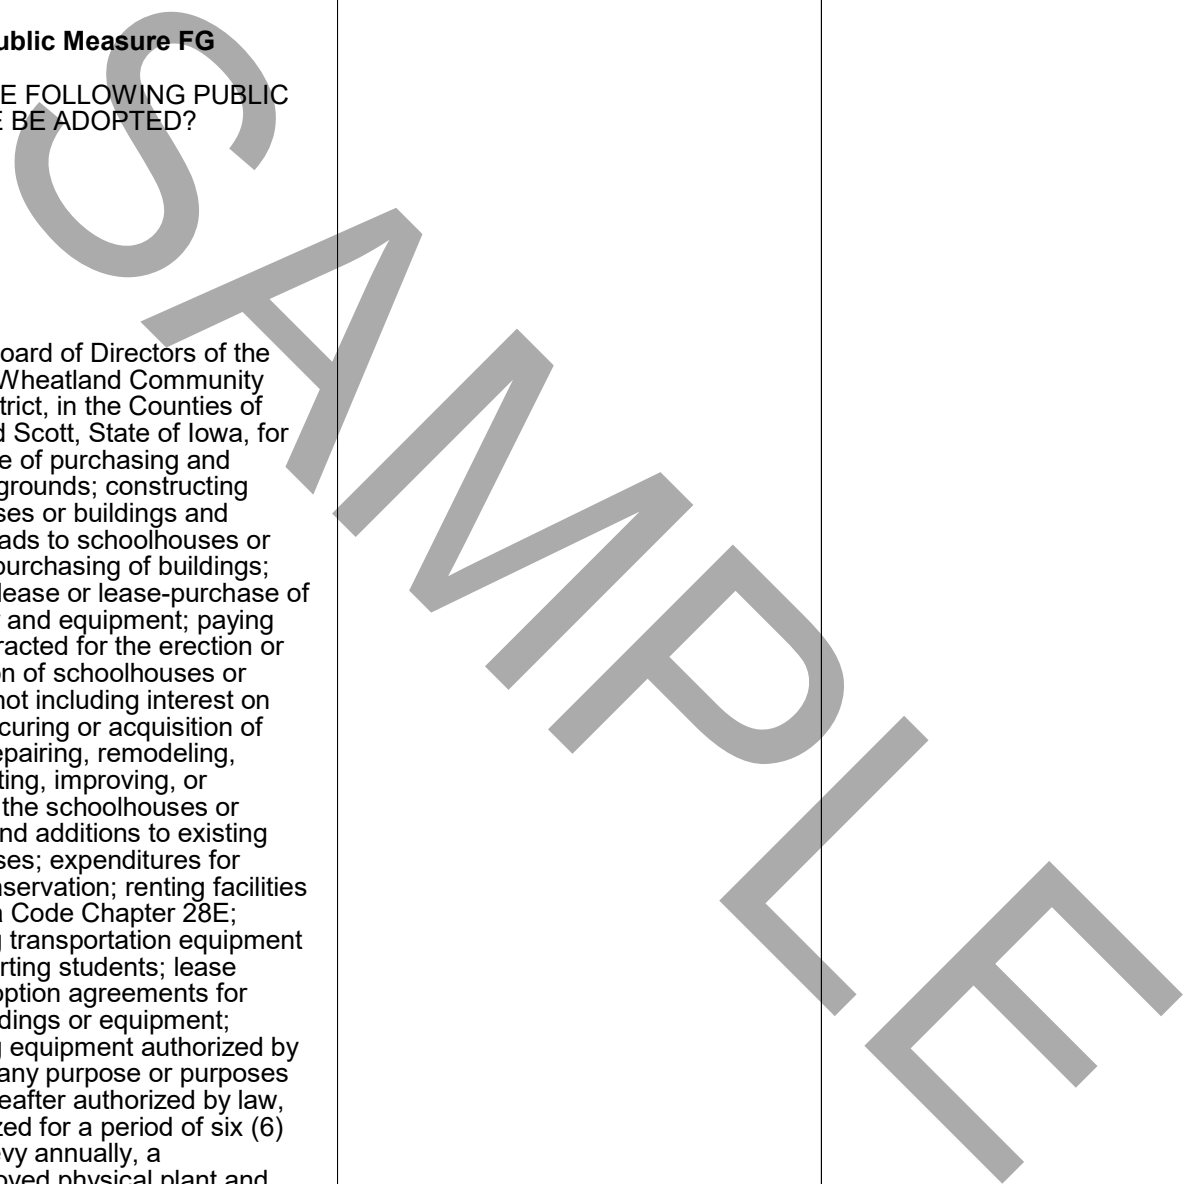 ublic Measure FG
E FOLLOWING PUBLIC
E BE ADOPTED?
oard of Directors of the
Wheatland Community
trict, in the Counties of
d Scott, State of Iowa, for
e of purchasing and
grounds; constructing
ses or buildings and
ads to schoolhouses or
purchasing of buildings;
lease or lease-purchase of
y and equipment; paying
racted for the erection or
on of schoolhouses or
not including interest on
curing or acquisition of
epairing, remodeling,
ting, improving, or
the schoolhouses or
nd additions to existing
ses; expenditures for
nservation; renting facilities
a Code Chapter 28E;
g transportation equipment
rting students; lease
option agreements for
dings or equipment;
g equipment authorized by
any purpose or purposes
eafter authorized by law,
zed for a period of six (6)
vy annually, a
oved physical plant and
SAMPLE